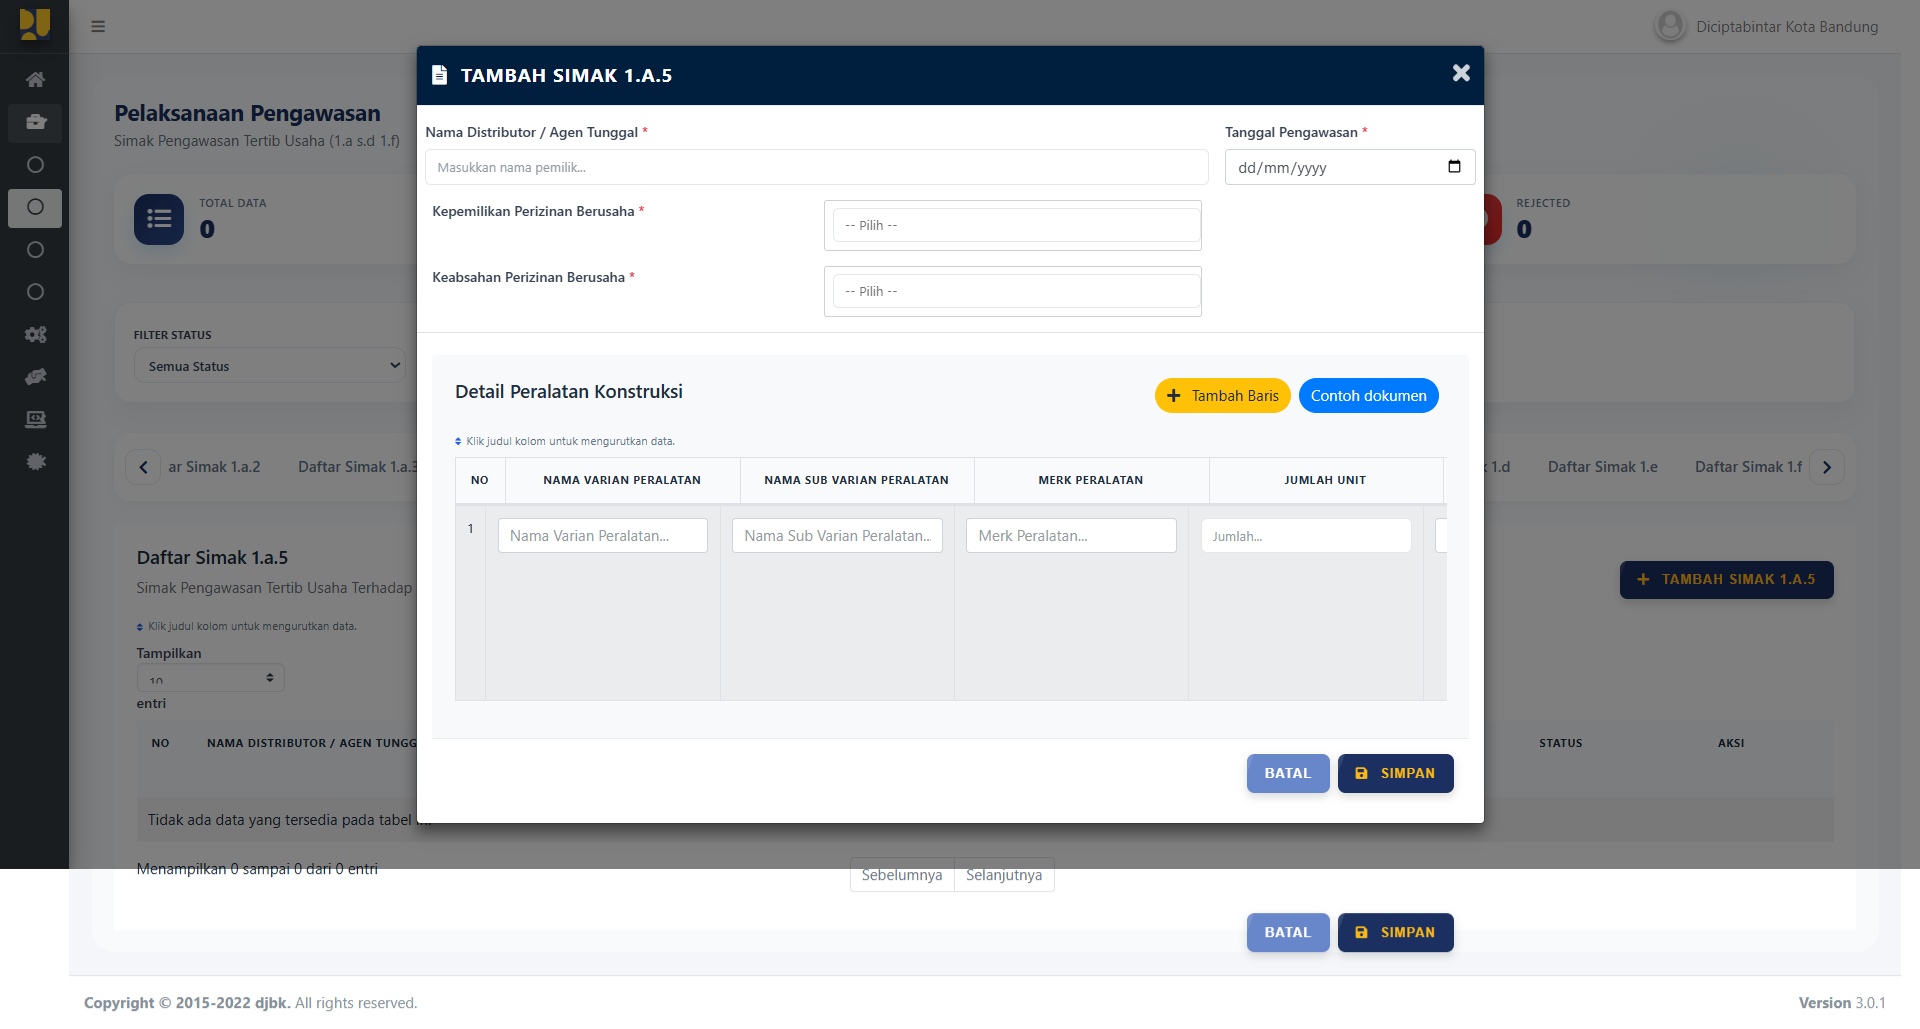 Diciptabintar Kota Bandung
TAMBAH SIMAK 1.A.5
Pelaksanaan Pengawasan
Simak Pengawasan Tertib Usaha (1.a s.d 1.f)
Nama Distributor / Agen Tunggal *
Tanggal Pengawasan *
Masukkan nama pemilik...
dd/mm/yyyy
TOTAL DATA
0
REJECTED
0
Kepemilikan Perizinan Berusaha *
-- Pilih --
Keabsahan Perizinan Berusaha *
-- Pilih --
FILTER STATUS
Semua Status
Detail Peralatan Konstruksi
Tambah Baris
Contoh dokumen
Klik judul kolom untuk mengurutkan data.
ar Simak 1.a.2
Daftar Simak 1.a.3
1.d
Daftar Simak 1.e
Daftar Simak 1.f
NO
NAMA VARIAN PERALATAN
NAMA SUB VARIAN PERALATAN
MERK PERALATAN
JUMLAH UNIT
1
Nama Varian Peralatan...
Nama Sub Varian Peralatan...
Merk Peralatan...
Jumlah...
Daftar Simak 1.a.5
Simak Pengawasan Tertib Usaha Terhadap
TAMBAH SIMAK 1.A.5
Klik judul kolom untuk mengurutkan data.
Tampilkan
10
entri
NO
NAMA DISTRIBUTOR / AGEN TUNGG
STATUS
AKSI
BATAL
SIMPAN
Tidak ada data yang tersedia pada tabel
Menampilkan 0 sampai 0 dari 0 entri
Sebelumnya
Selanjutnya
BATAL
SIMPAN
Copyright © 2015-2022 djbk. All rights reserved.
Version 3.0.1